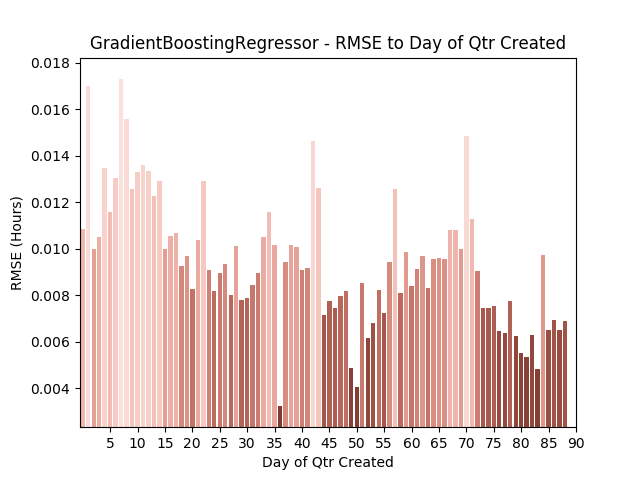 GradientBoostingRegressor - RMSE to Day of Qtr Created
0.018
0.016
0.014
0.012
0.010
0.008
0.006
0.004
RMSE (Hours)
5 10 15 20 25 30 35 40 45 50 55 60 65 70 75 80 85 90
Day of Qtr Created